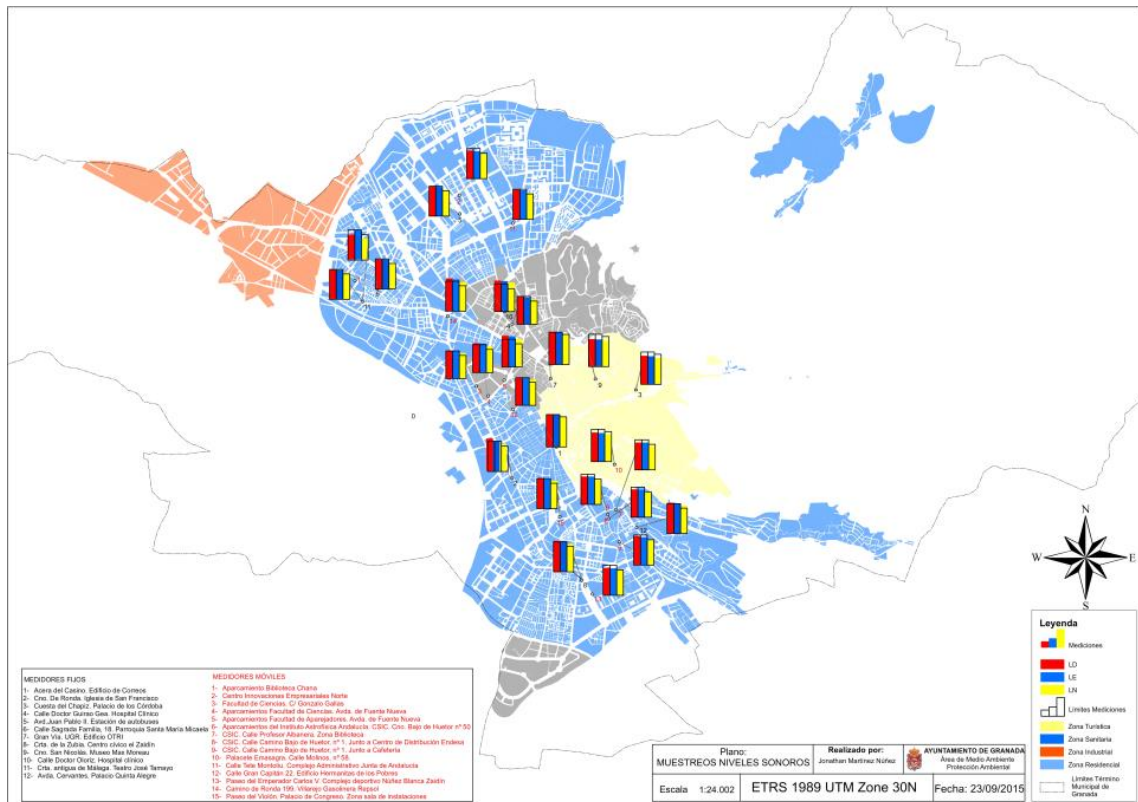 N
W
E
S
Leyenda
Mediciones
LD
LE
LN
Límites Mediciones
Zona Turística
Zona Sanitaria
Zona Industrial
Zona Residencial
Límites Término
Municipal de
Granada
0
4
10
7
9
3
1
10
12
MEDIDORES FIJOS
1- Acera del Casino. Edificio de Correos
2- Cno. De Ronda. Iglesia de San Francisco
3- Cuesta del Chapiz. Palacio de los Córdoba
4- Calle Doctor Guirao Gea. Hospital Clínico
5- Avd.Juan Pablo II. Estación de autobuses
6- Calle Sagrada Familia, 18. Parroquia Santa María Micaela
7- Gran Vía. UGR. Edificio OTRI
8- Crta. de la Zubia. Centro cívico el Zaidín
9- Cno. San Nicolás. Museo Max Moreau
10- Calle Doctor Oloriz. Hospital clínico
11- Crta. antigua de Málaga. Teatro José Tamayo
12- Avda. Cervantes. Palacio Quinta Alegre
MEDIDORES MÓVILES
1- Aparcamiento Biblioteca Chana
2- Centro Innovaciones Empresariales Norte
3- Facultad de Ciencias. C/ Gonzalo Gallas
4- Aparcamientos Facultad de Ciencias. Avda. de Fuente Nueva
5- Aparcamientos Facultad de Aparejadores. Avda. de Fuente Nueva
6- Aparcamientos del Instituto Astrofísica Andalucía. CSIC. Cno. Bajo de Huetor nº 50
7- CSIC. Calle Profesor Albareda. Zona Biblioteca
8- CSIC. Calle Camino Bajo de Huetor, nº 1. Junto a Centro de Distribución Endesa
9- CSIC. Calle Camino Bajo de Huetor, nº 1. Junto a Cafetería
10- Palacete Emasagra. Calle Molinos, nº 58
11- Calle Tete Montoliu. Complejo Administrativo Junta de Andalucía
12- Calle Gran Capitán 22. Edificio Hermanitas de los Pobres
13- Paseo del Emperador Carlos V. Complejo deportivo Núñez Blanca Zaidín
14- Camino de Ronda 199. Villarejo Gasolinera Repsol
15- Paseo del Violón. Palacio de Congreso. Zona sala de instalaciones
Plano:
MUESTREOS NIVELES SONOROS
Realizado por:
Jonathan Martínez Núñez
AYUNTAMIENTO DE GRANADA
Área de Medio Ambiente
Protección Ambiental
Escala 1:24.002
ETRS 1989 UTM Zone 30N
Fecha: 23/09/2015